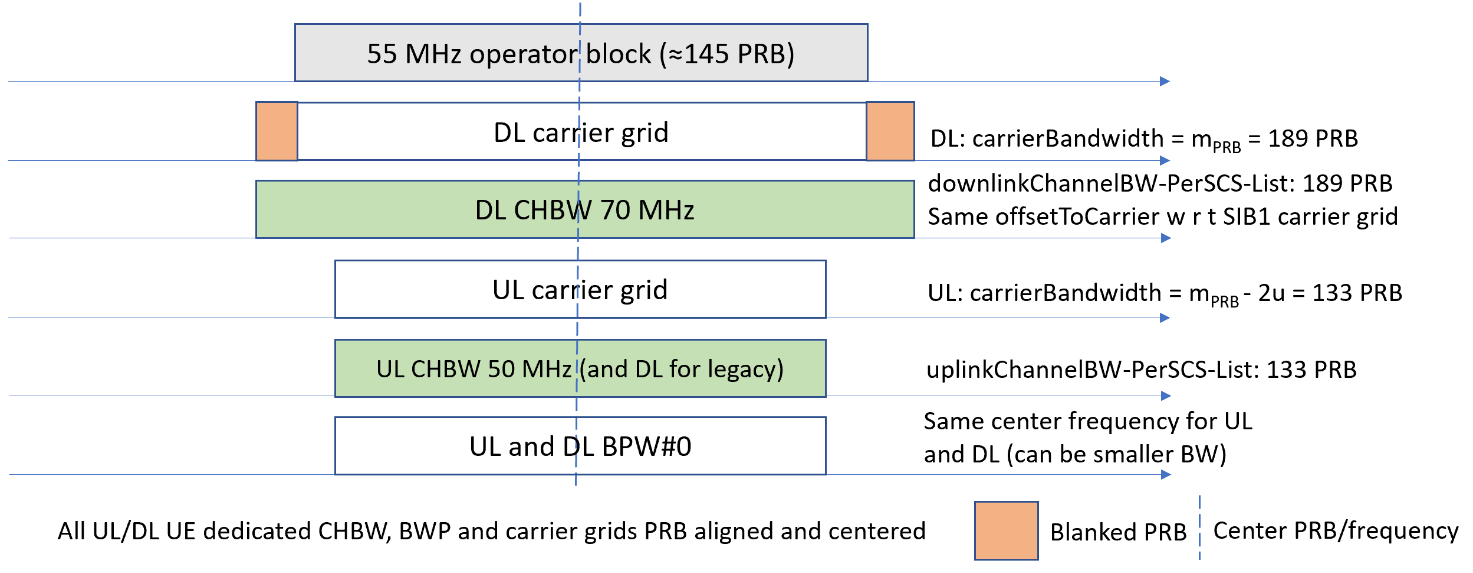 55 MHz operator block (≈145 PRB)
DL carrier grid
DL: carrierBandwidth = mPRB = 189 PRB
downlinkChannelBW-PerSCS-List: 189 PRB
DL CHBW 70 MHz
Same offsetToCarrier w r t SIB1 carrier grid
UL carrier grid
UL: carrierBandwidth = mPRB - 2u = 133 PRB
UL CHBW 50 MHz (and DL for legacy)
uplinkChannelBW-PerSCS-List: 133 PRB
Same center frequency for UL
UL and DL BPW#0
and DL (can be smaller BW)
All UL/DL UE dedicated CHBW, BWP and carrier grids PRB aligned and centered
Blanked PRB
Center PRB/frequency